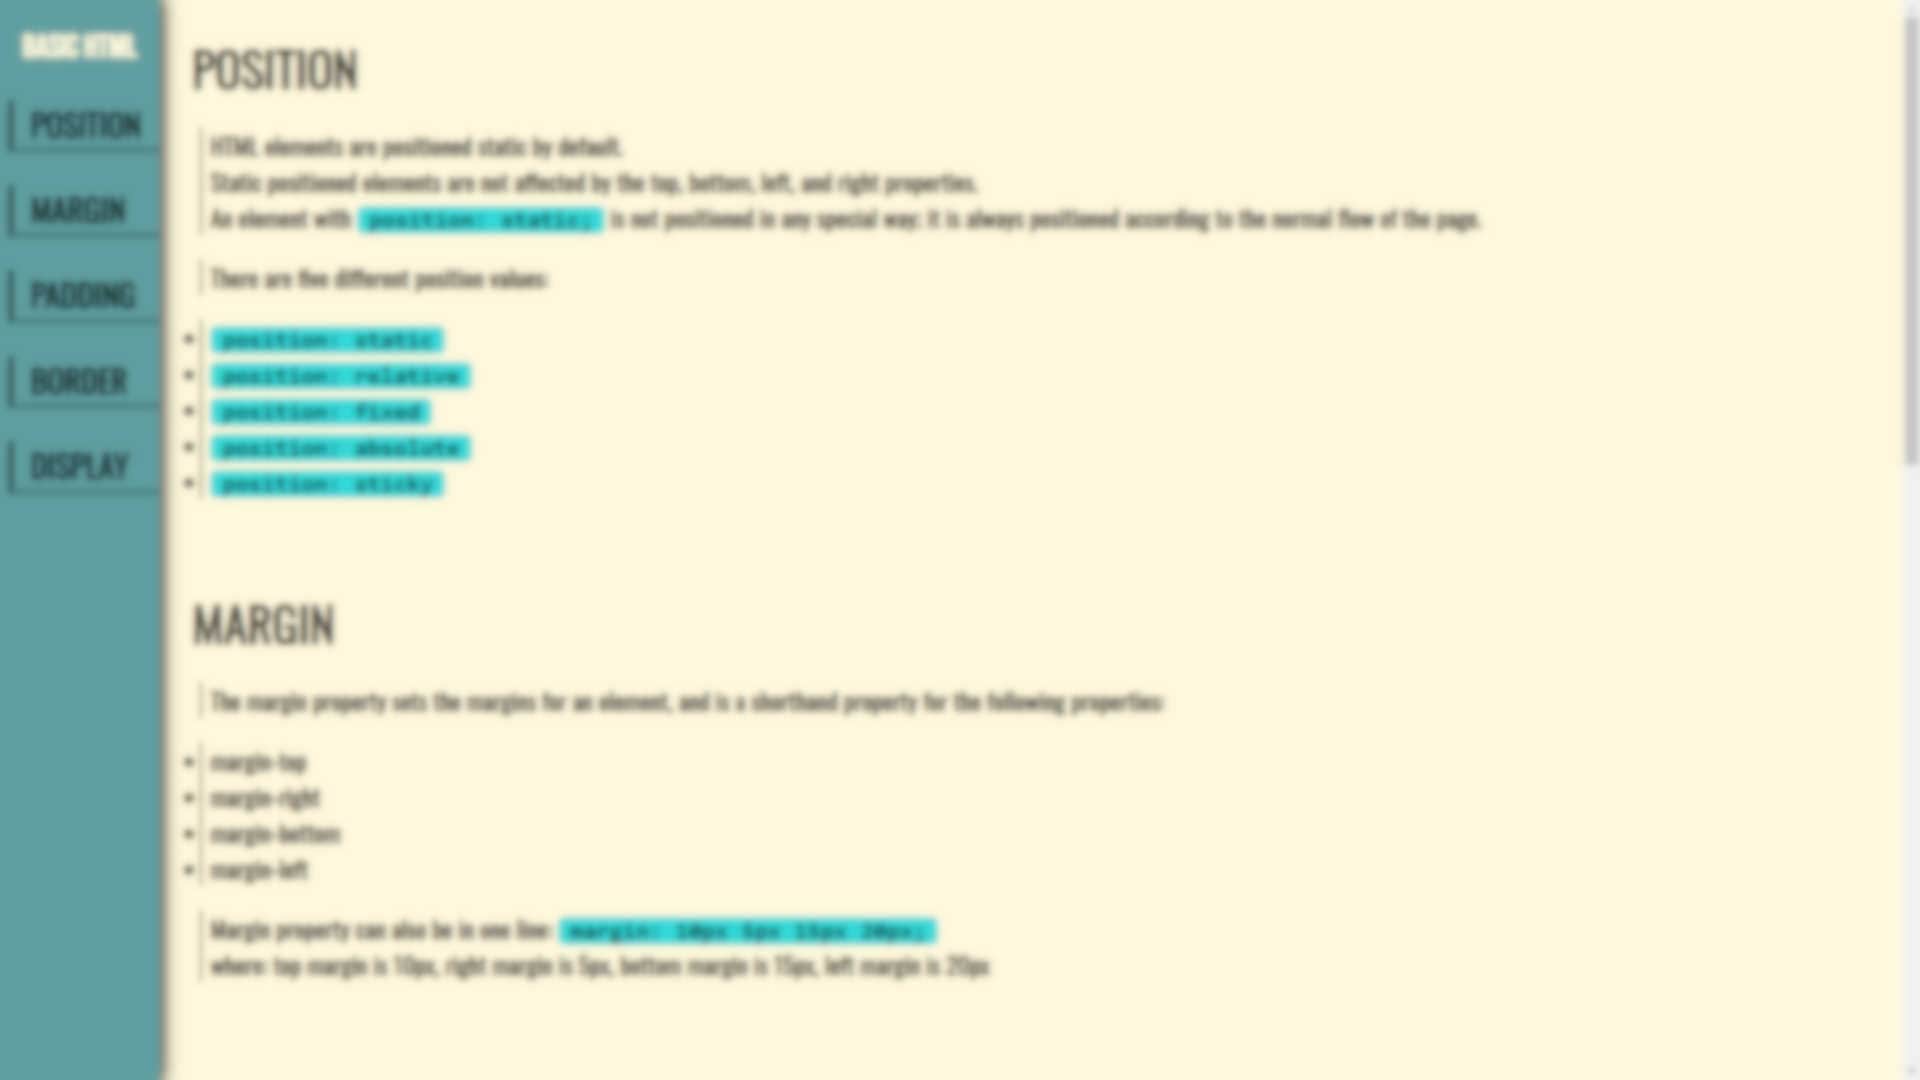 BASIC HTML
POSITION
MARGIN
PADDING
BORDER
DISPLAY
POSITION
HTML elements are positioned static by default.
Static positioned elements are not affected by the top, bottom, left, and right properties.
An element with position: static; is not positioned in any special way; it is always positioned according to the normal flow of the page.
There are five different position values:
position: static
position: relative
position: fixed
position: absolute
position: sticky
MARGIN
The margin property sets the margins for an element, and is a shorthand property for the following properties:
margin-top
margin-right
margin-bottom
margin-left
Margin property can also be in one line: margin: 10px 5px 15px 20px;
where: top margin is 10px, right margin is 5px, bottom margin is 15px, left margin is 20px